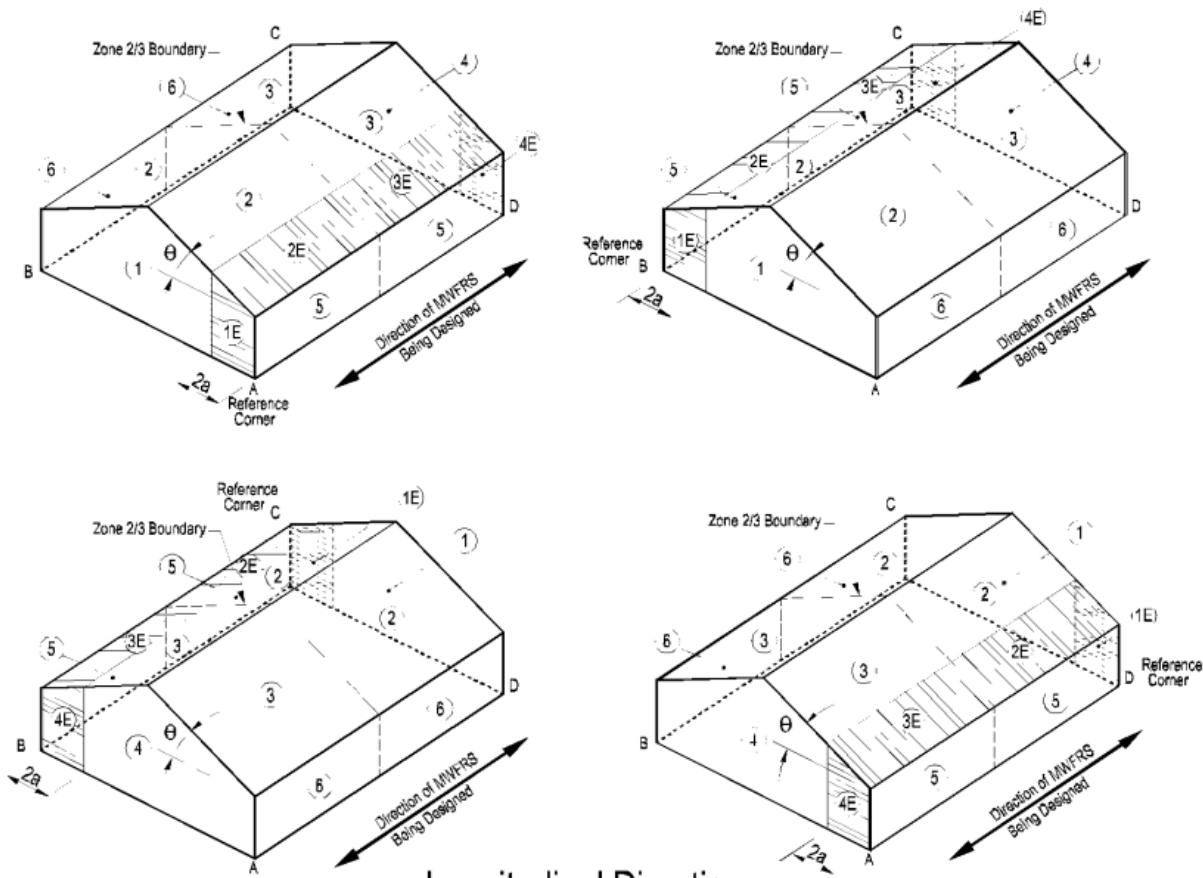 C
(4E)
Zone 2/3 Boundary
4
6
3
3
6
2
4E
2
3E
D
5
B
θ
1
2E
5
1E
2a
A
Reference
Corner
Direction of MWFRS
Being Designed
C
Zone 2/3 Boundary
4
5
3E
3
3
5
2E
2
2
D
6
Reference
Corner
B
(1E)
θ
1
6
2a
A
Direction of MWFRS
Being Designed
Reference
Corner
C
1E)
Zone 2/3 Boundary
1
5
2E
2
2
5
3E
3
3
D
6
B
4E
θ
4
6
2a
A
Direction of MWFRS
Being Designed
C
Zone 2/3 Boundary
1
6
2
2
(1E)
6
3
2E
3
Reference
Corner
D
B
θ
4
3E
5
5
4E
2a
A
Direction of MWFRS
Being Designed